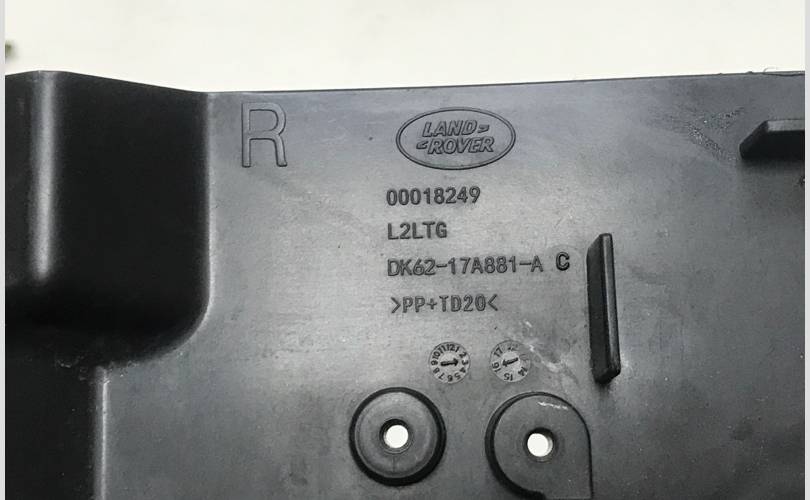 R
LAND
ROVER
00018249
L2LTG
DK62-17A881-A C
>PP+TD20<